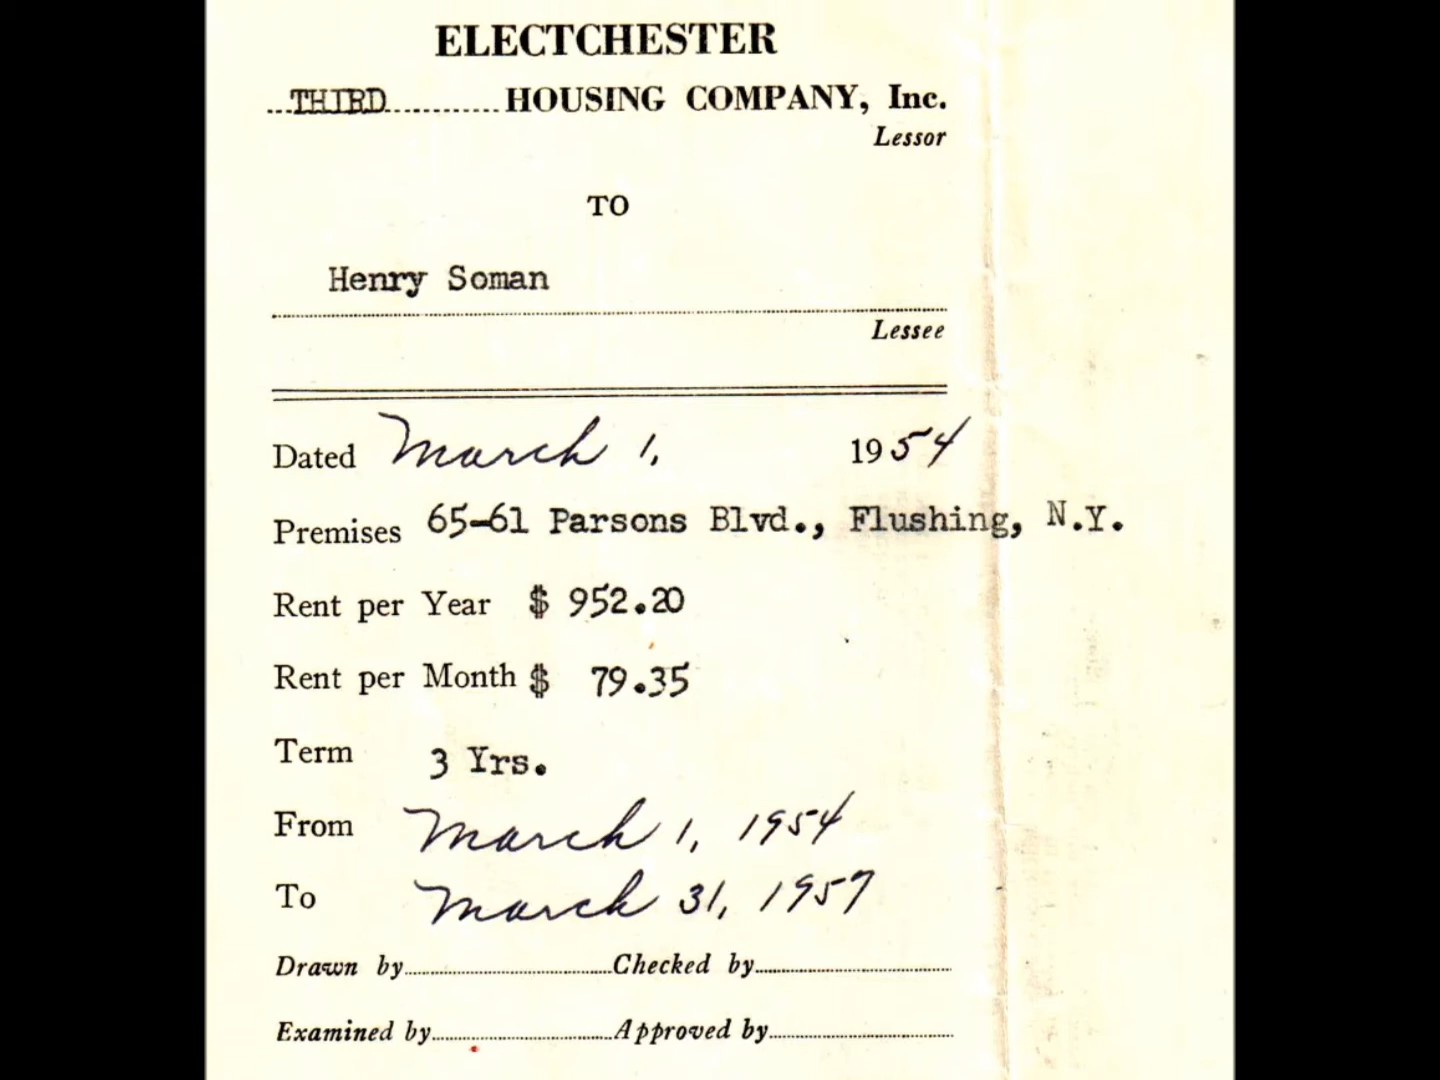 ELECTCHESTER
THIRD HOUSING COMPANY, Inc.
Lessor
TO
Henry Soman
Lessee
Dated March 1, 1954
Premises 65-61 Parsons Blvd., Flushing, N.Y.
Rent per Year $ 952.20
Rent per Month $ 79.35
Term 3 Yrs.
From March 1, 1954
To March 31, 1957
Drawn by Checked by
Examined by Approved by